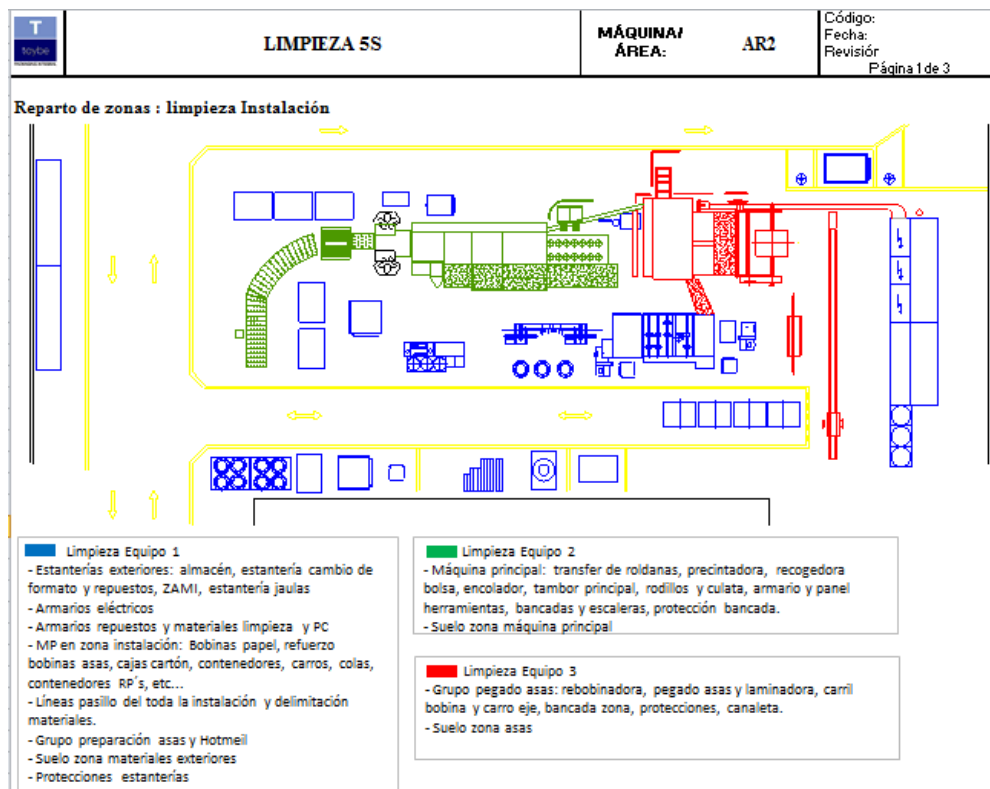 T
toybe
LIMPIEZA 5S
MÁQUINA/
ÁREA:
AR2
Código:
Fecha:
Revisiór
Página 1 de 3
Reparto de zonas : limpieza Instalación
Limpieza Equipo 1
- Estanterías exteriores: almacén, estantería cambio de
formato y repuestos, ZAMI, estantería jaulas
- Armarios eléctricos
- Armarios repuestos y materiales limpieza y PC
- MP en zona instalación: Bobinas papel, refuerzo
bobinas asas, cajas cartón, contenedores, carros, colas,
contenedores RP´s, etc...
- Líneas pasillo del toda la instalación y delimitación
materiales.
- Grupo preparación asas y Hotmeil
- Suelo zona materiales exteriores
- Protecciones estanterías
Limpieza Equipo 2
- Máquina principal: transfer de roldanas, precintadora, recogedora
bolsa, encolador, tambor principal, rodillos y culata, armario y panel
herramientas, bancadas y escaleras, protección bancada.
- Suelo zona máquina principal
Limpieza Equipo 3
- Grupo pegado asas: rebobinadora, pegado asas y laminadora, carril
bobina y carro eje, bancada zona, protecciones, canaleta.
- Suelo zona asas